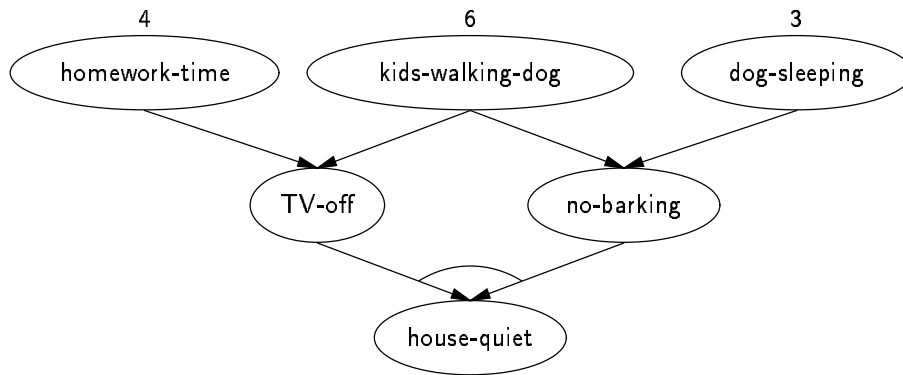 4 6 3
homework-time kids-walking-dog dog-sleeping
TV-off no-barking
house-quiet